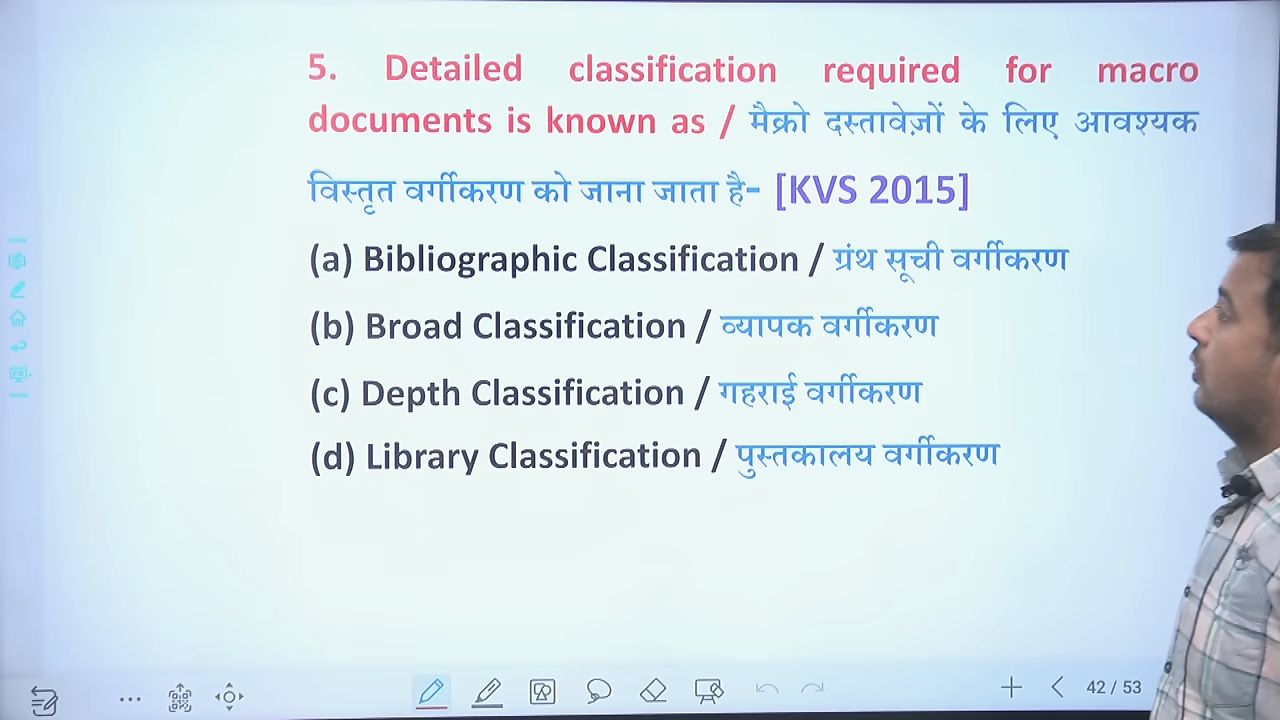 5. Detailed classification required for macro
documents is known as / मैक्रो दस्तावेज़ों के लिए आवश्यक
विस्तृत वर्गीकरण को जाना जाता है- [KVS 2015]
(a) Bibliographic Classification / ग्रंथ सूची वर्गीकरण
(b) Broad Classification / व्यापक वर्गीकरण
(c) Depth Classification / गहराई वर्गीकरण
(d) Library Classification / पुस्तकालय वर्गीकरण
42 / 53